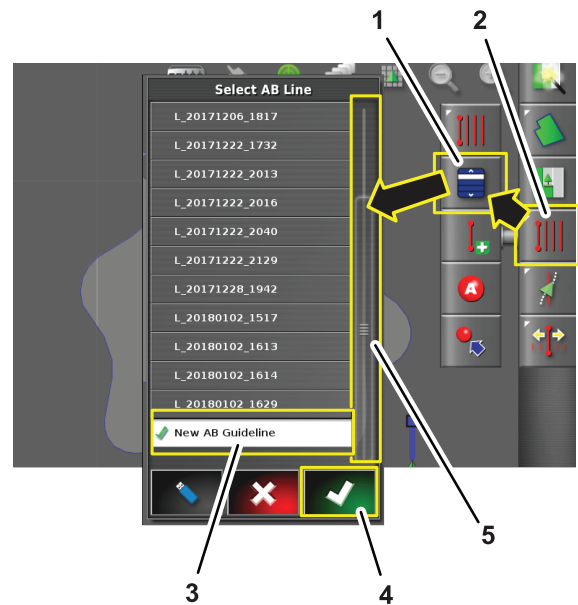 1
2
Select AB Line
L_20171206_1817
L_20171222_1732
L_20171222_2013
L_20171222_2016
L_20171222_2040
L_20171222_2129
L_20171228_1942
L_20180102_1517
L_20180102_1613
L_20180102_1614
L_20180102_1629
New AB Guideline
A
3
4
5